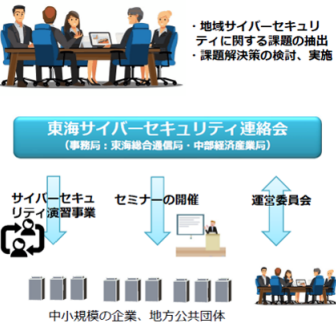 ・地域サイバーセキュリ
ティに関する課題の抽出
・課題解決策の検討、実施
東海サイバーセキュリティ連絡会
（事務局：東海総合通信局・中部経済産業局）
サイバーセキュ
リティ演習事業
セミナーの開催
運営委員会
中小規模の企業、地方公共団体